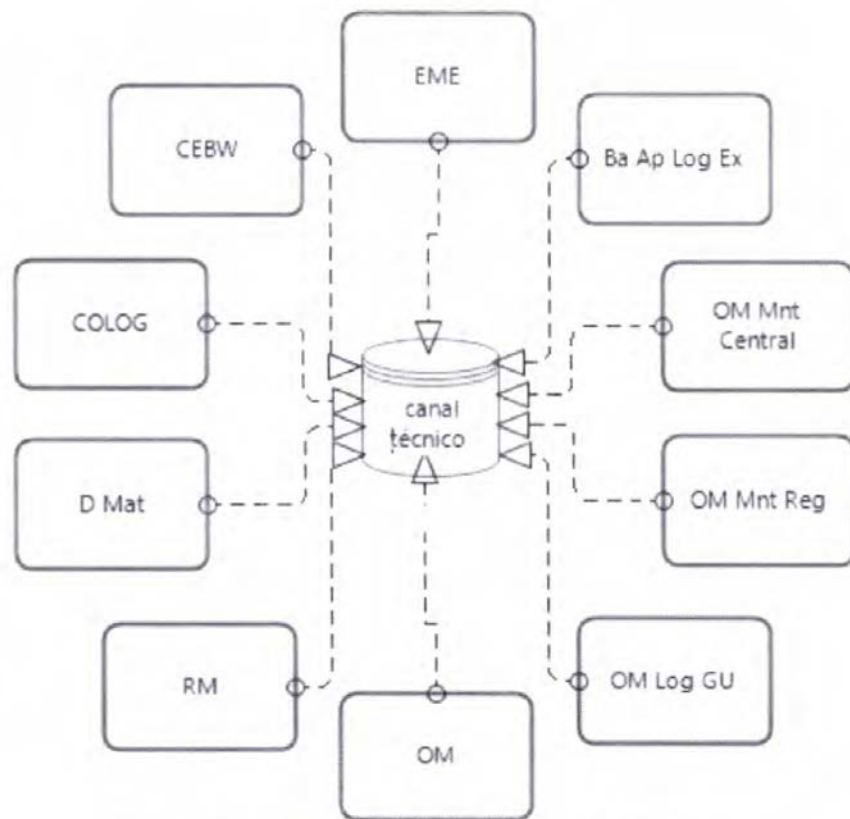 EME
CEBW
Ba Ap Log Ex
COLOG
OM Mnt
Central
canal
técnico
D Mat
OM Mnt Reg
RM
OM Log GU
OM